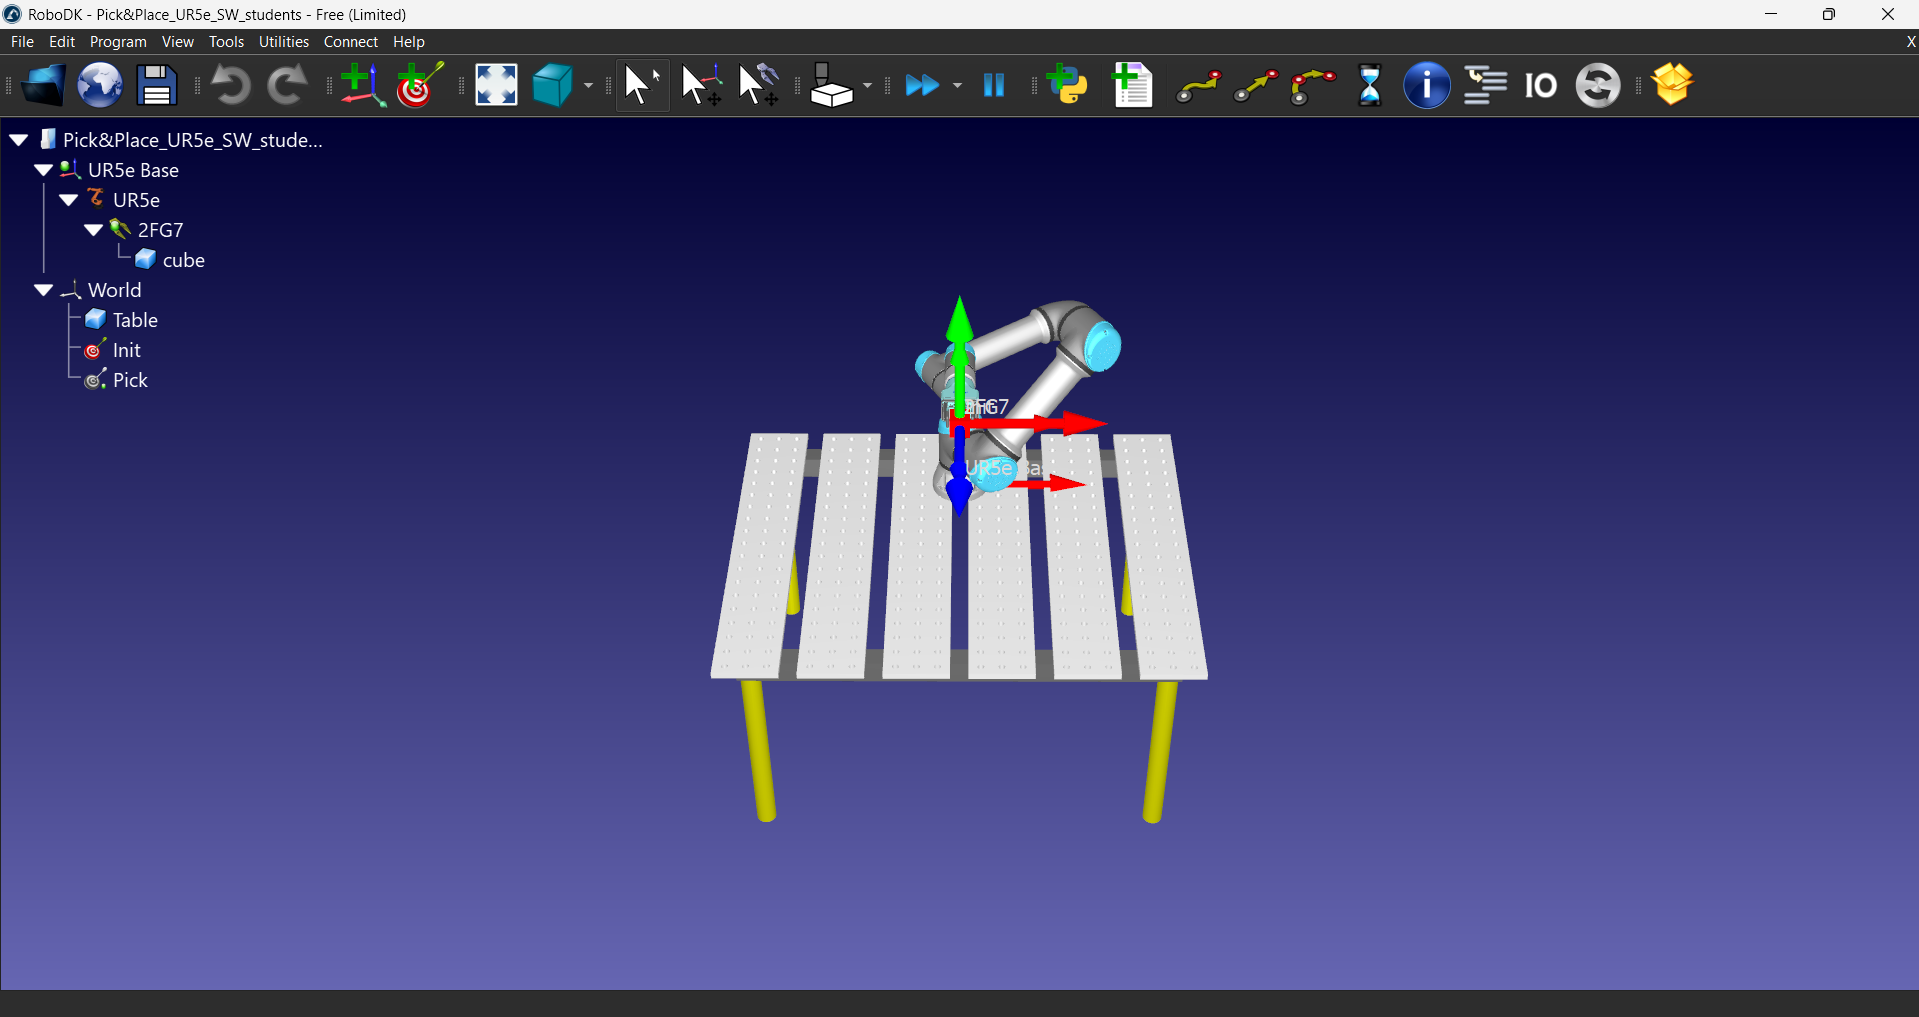 RoboDK - Pick&Place_UR5e_SW_students - Free (Limited)
File Edit Program View Tools Utilities Connect Help X
IO
Pick&Place_UR5e_SW_stude...
UR5e Base
UR5e
2FG7
cube
World
Table
Init
Pick
2FG7
UR5e Bas